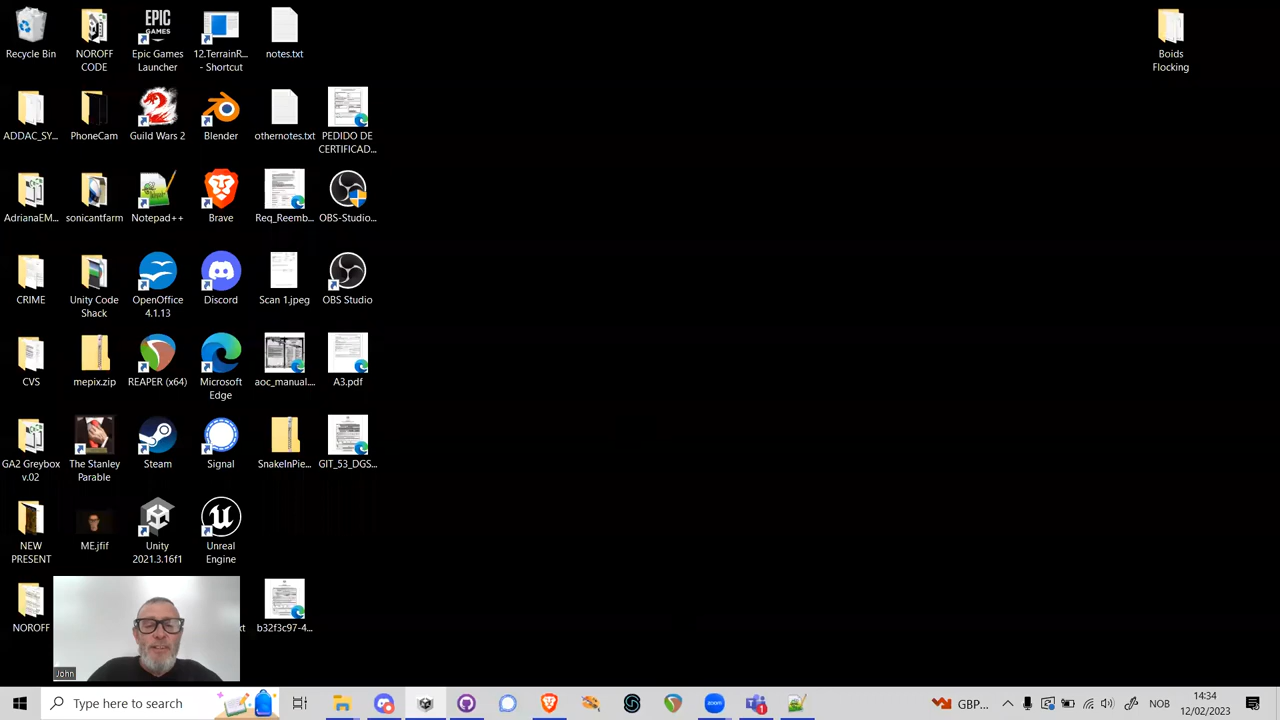 Recycle Bin
NOROFF
CODE
EPIC
GAMES
Epic Games
Launcher
12.TerrainR...
- Shortcut
notes.txt
Boids
Flocking
ADDAC_SY...
PhoneCam
Guild Wars 2
Blender
othernotes.txt
PEDIDO DE
CERTIFICAD...
AdrianaEM...
sonicantfarm
Notepad++
Brave
Req_Reemb...
OBS-Studio...
CRIME
Unity Code
Shack
OpenOffice
4.1.13
Discord
Scan 1.jpeg
OBS Studio
CVS
mepix.zip
REAPER (x64)
Microsoft
Edge
aoc_manual....
A3.pdf
GA2 Greybox
v.02
The Stanley
Parable
Steam
Signal
SnakeInPie...
GIT_53_DGS...
NEW
PRESENT
ME.jfif
Unity
2021.3.16f1
Unreal
Engine
NOROFF
xt
b32f3c97-4...
John
Type here to search
zoom
GB...
NOB
14:34
12/02/2023